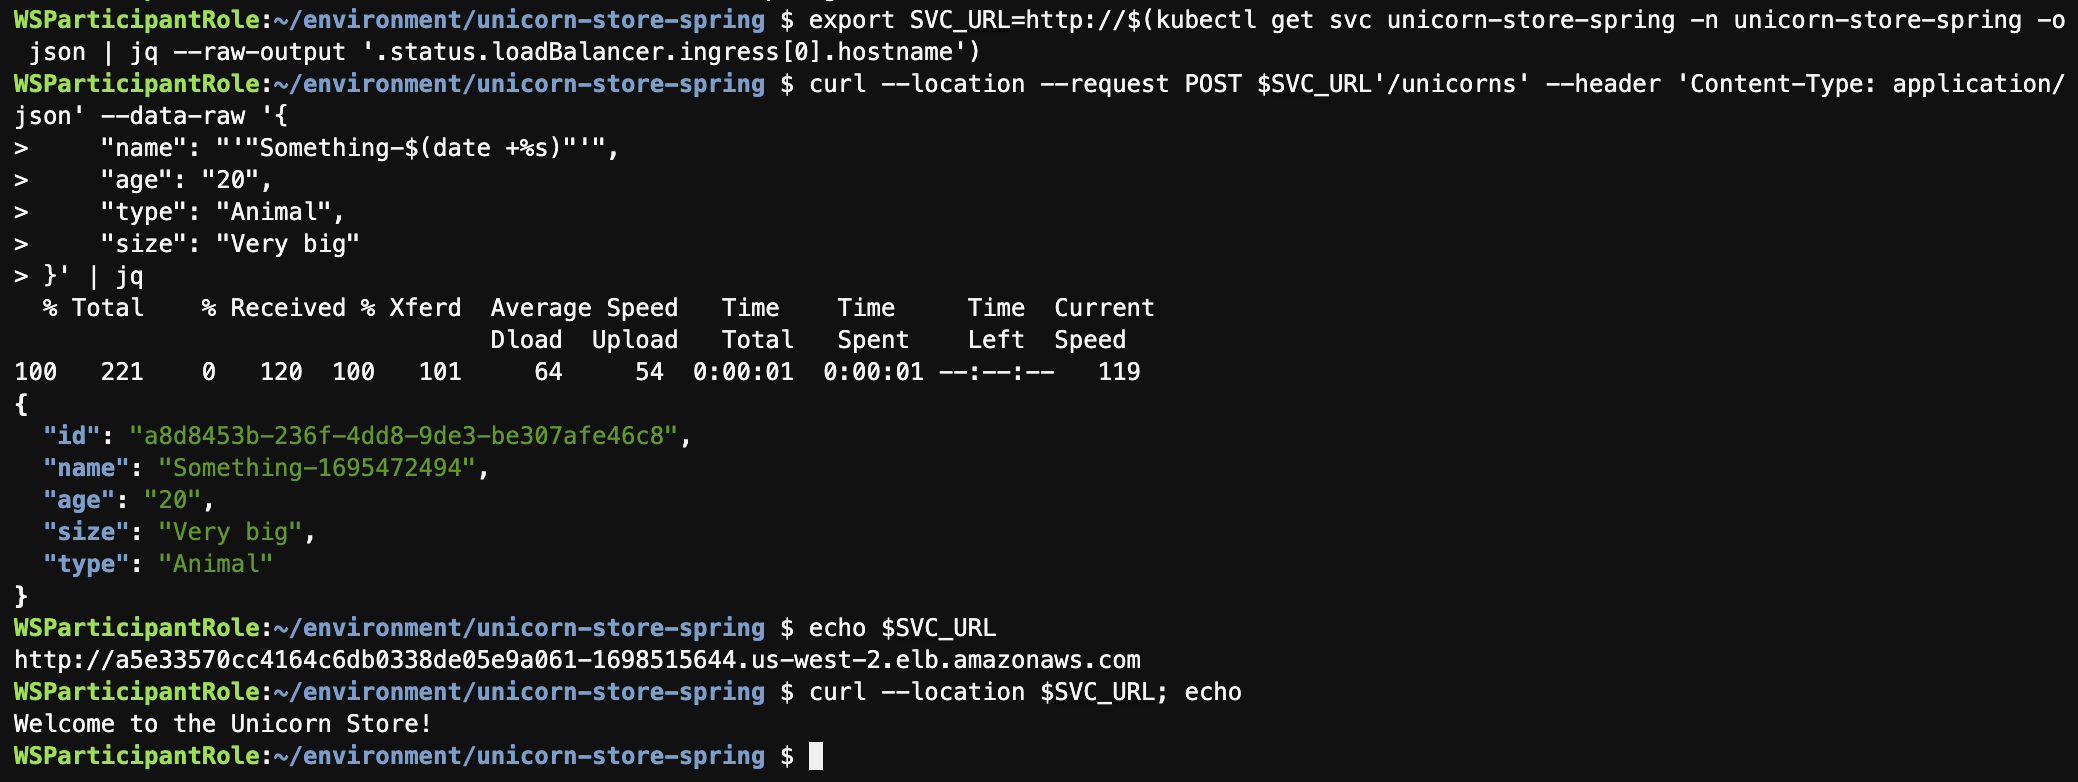 WSParticipantRole:~/environment/unicorn-store-spring $ export SVC_URL=http://$(kubectl get svc unicorn-store-spring -n unicorn-store-spring -o
 json | jq --raw-output '.status.loadBalancer.ingress[0].hostname')
WSParticipantRole:~/environment/unicorn-store-spring $ curl --location --request POST $SVC_URL'/unicorns' --header 'Content-Type: application/
json' --data-raw '{
>     "name": "'"Something-$(date +%s)"'",
>     "age": "20",
>     "type": "Animal",
>     "size": "Very big"
> }' | jq
  % Total    % Received % Xferd  Average Speed   Time    Time     Time  Current
                                 Dload  Upload   Total   Spent    Left  Speed
100   221    0   120  100   101     64     54  0:00:01  0:00:01 --:--:--   119
{
  "id": "a8d8453b-236f-4dd8-9de3-be307afe46c8",
  "name": "Something-1695472494",
  "age": "20",
  "size": "Very big",
  "type": "Animal"
}
WSParticipantRole:~/environment/unicorn-store-spring $ echo $SVC_URL
http://a5e33570cc4164c6db0338de05e9a061-1698515644.us-west-2.elb.amazonaws.com
WSParticipantRole:~/environment/unicorn-store-spring $ curl --location $SVC_URL; echo
Welcome to the Unicorn Store!
WSParticipantRole:~/environment/unicorn-store-spring $